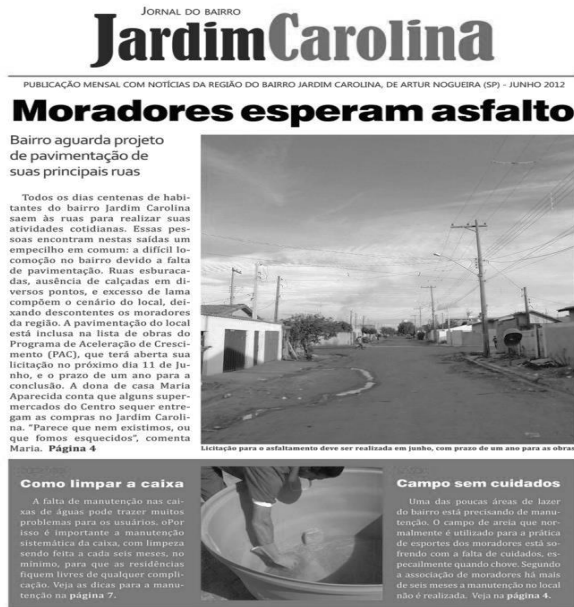 JORNAL DO BAIRRO
JardimCarolina
PUBLICAÇÃO MENSAL COM NOTÍCIAS DA REGIÃO DO BAIRRO JARDIM CAROLINA, DE ARTUR NOGUEIRA (SP) - JUNHO 2012
Moradores esperam asfalto
Bairro aguarda projeto
de pavimentação de
suas principais ruas
Todos os dias centenas de habi-
tantes do bairro Jardim Carolina
saem às ruas para realizar suas
atividades cotidianas. Essas pes-
soas encontram nestas saídas um
empecilho em comum: a difícil lo-
comoção no bairro devido a falta
de pavimentação. Ruas esburaca-
das, ausência de calçadas em di-
versos pontos, e excesso de lama
compõem o cenário do local, dei-
xando descontentes os moradores
da região. A pavimentação do local
está inclusa na lista de obras do
Programa de Aceleração de Cresci-
mento (PAC), que terá aberta sua
licitação no próximo dia 11 de Ju-
nho, e o prazo de um ano para a
conclusão. A dona de casa Maria
Aparecida conta que alguns super-
mercados do Centro sequer entre-
gam as compras no Jardim Caroli-
na. "Parece que nem existimos, ou
que fomos esquecidos", comenta
Maria. Página 4
Licitação para o asfaltamento deve ser realizada em junho, com prazo de um ano para as obras
Como limpar a caixa
A falta de manutenção nas cai-
xas de águas pode trazer muitos
problemas para os usuários. oPor
isso é importante a manutenção
sistemática da caixa, com limpeza
sendo feita a cada seis meses, no
mínimo, para que as residências
fiquem livres de qualquer compli-
cação. Veja as dicas para a manu-
tenção na página 7.
Campo sem cuidados
Uma das poucas áreas de lazer
do bairro está precisando de manu-
tenção. O campo de areia que nor-
malmente é utilizado para a prática
de esportes dos moradores está so-
frendo com a falta de cuidados, es-
pecailmente quando chove. Segundo
a associação de moradores há mais
de seis meses a manutenção no local
não é realizada. Veja na página 4.